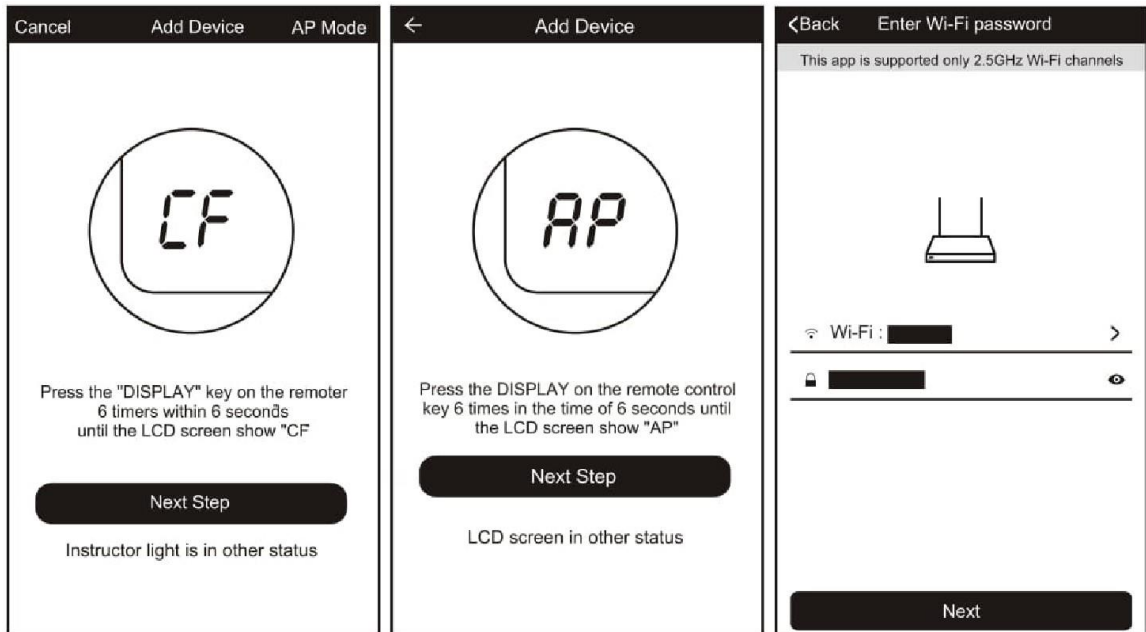 Cancel Add Device AP Mode
CF
Press the "DISPLAY" key on the remoter
6 timers within 6 seconds
until the LCD screen show "CF
Next Step
Instructor light is in other status
Add Device
AP
Press the DISPLAY on the remote control
key 6 times in the time of 6 seconds until
the LCD screen show "AP"
Next Step
LCD screen in other status
Back Enter Wi-Fi password
This app is supported only 2.5GHz Wi-Fi channels
Wi-Fi :
Next